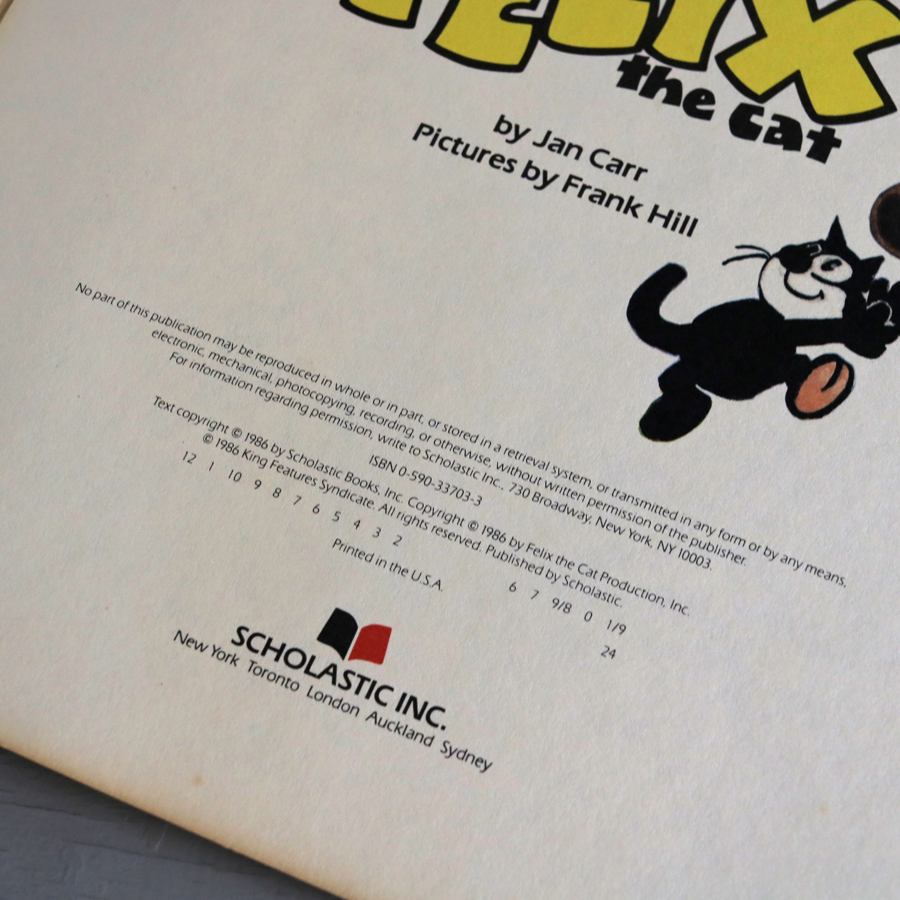 FELIX
the Cat
by Jan Carr
Pictures by Frank Hill
No part of this publication may be reproduced in whole or in part, or stored in a retrieval system, or transmitted in any form or by any means,
electronic, mechanical, photocopying, recording, or otherwise, without written permission of the publisher.
For information regarding permission, write to Scholastic Inc., 730 Broadway, New York, NY 10003.
ISBN 0-590-33703-3
Text copyright © 1986 by Scholastic Books, Inc. Copyright © 1986 by Felix the Cat Production, Inc.
© 1986 King Features Syndicate. All rights reserved. Published by Scholastic.
12 1 10 9 8 7 6 5 4 3 2 6 7 9/8 0 1/9
Printed in the U.S.A. 24
SCHOLASTIC INC.
New York Toronto London Auckland Sydney